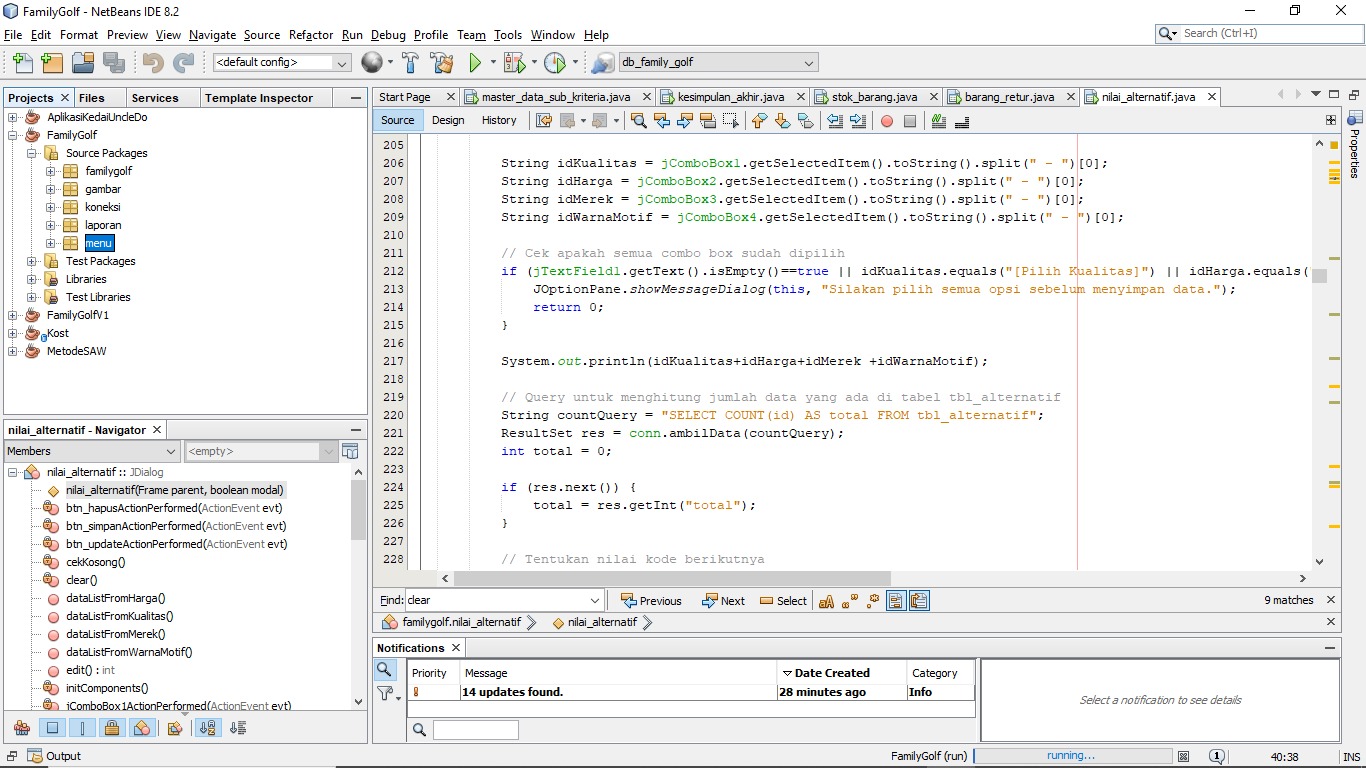 FamilyGolf - NetBeans IDE 8.2
File Edit Format Preview View Navigate Source Refactor Run Debug Profile Team Tools Window Help
Search (Ctrl+I)
<default config>
db_family_golf
Projects Files Services Template Inspector
AplikasiKedaiUncleDo
FamilyGolf
Source Packages
familygolf
gambar
koneksi
laporan
menu
Test Packages
Libraries
Test Libraries
FamilyGolfV1
Kost
MetodeSAW
nilai_alternatif - Navigator
Members
<empty>
nilai_alternatif :: JDialog
nilai_alternatif(Frame parent, boolean modal)
btn_hapusActionPerformed(ActionEvent evt)
btn_simpanActionPerformed(ActionEvent evt)
btn_updateActionPerformed(ActionEvent evt)
cekKosong()
clear()
dataListFromHarga()
dataListFromKualitas()
dataListFromMerek()
dataListFromWarnaMotif()
edit() : int
initComponents()
jComboBox1ActionPerformed(ActionEvent evt)
Start Page master_data_sub_kriteria.java kesimpulan_akhir.java stok_barang.java barang_retur.java nilai_alternatif.java
Source Design History
205
206 String idKualitas = jComboBox1.getSelectedItem().toString().split(" - ")[0];
207 String idHarga = jComboBox2.getSelectedItem().toString().split(" - ")[0];
208 String idMerek = jComboBox3.getSelectedItem().toString().split(" - ")[0];
209 String idWarnaMotif = jComboBox4.getSelectedItem().toString().split(" - ")[0];
210
211 // Cek apakah semua combo box sudah dipilih
212 if (jTextField1.getText().isEmpty()==true || idKualitas.equals("[Pilih Kualitas]") || idHarga.equals("
213 JOptionPane.showMessageDialog(this, "Silakan pilih semua opsi sebelum menyimpan data.");
214 return 0;
215 }
216
217 System.out.println(idKualitas+idHarga+idMerek +idWarnaMotif);
218
219 // Query untuk menghitung jumlah data yang ada di tabel tbl_alternatif
220 String countQuery = "SELECT COUNT(id) AS total FROM tbl_alternatif";
221 ResultSet res = conn.ambilData(countQuery);
222 int total = 0;
223
224 if (res.next()) {
225 total = res.getInt("total");
226 }
227
228 // Tentukan nilai kode berikutnya
Find: clear Previous Next Select 9 matches
familygolf.nilai_alternatif nilai_alternatif
Notifications
Priority Message Date Created Category
14 updates found. 28 minutes ago Info
Select a notification to see details
Properties
Output FamilyGolf (run) running... 1 40:38 INS